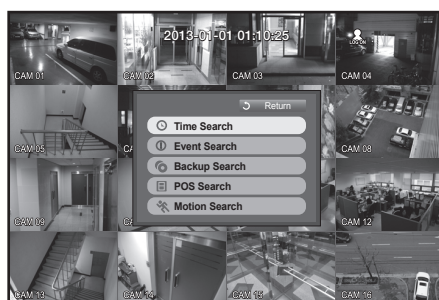 2013-01-01 01:10:25
LOG ON
CAM 01
CAM 02
CAM 03
CAM 04
Return
Time Search
Event Search
Backup Search
POS Search
Motion Search
CAM 05
CAM 08
CAM 09
CAM 12
CAM 13
CAM 14
CAM 15
CAM 16